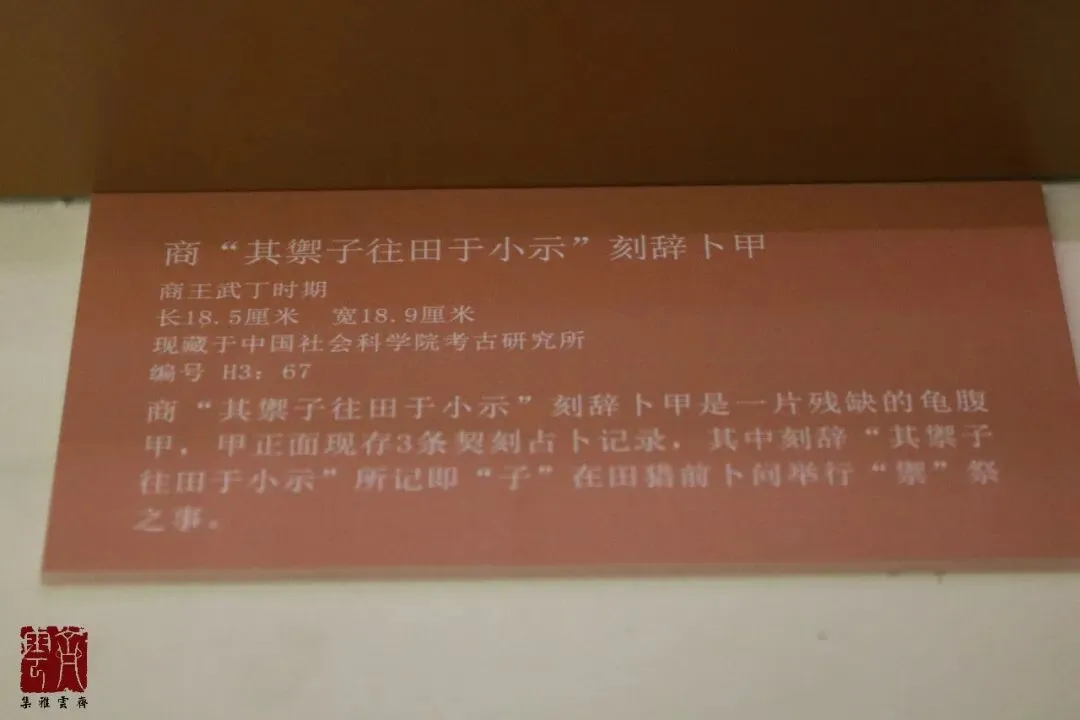 商“其禦子往田于小示”刻辞卜甲
商王武丁时期
长18.5厘米 宽18.9厘米
现藏于中国社会科学院考古研究所
编号 H3：67
商“其禦子往田于小示”刻辞卜甲是一片残缺的龟腹
甲，甲正面现存3条契刻占卜记录，其中刻辞“其禦子
往田于小示”所记即“子”在田猎前卜问举行“禦”祭
之事。
雲齊
集雅雲齊